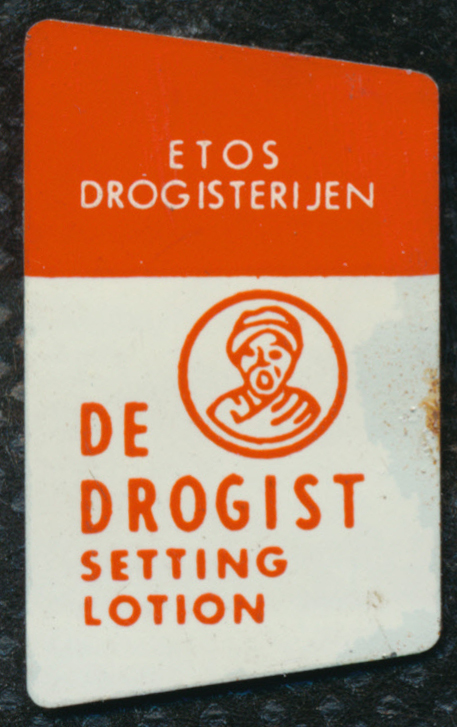 ETOS
DROGISTERIJEN
DE
DROGIST
SETTING
LOTION